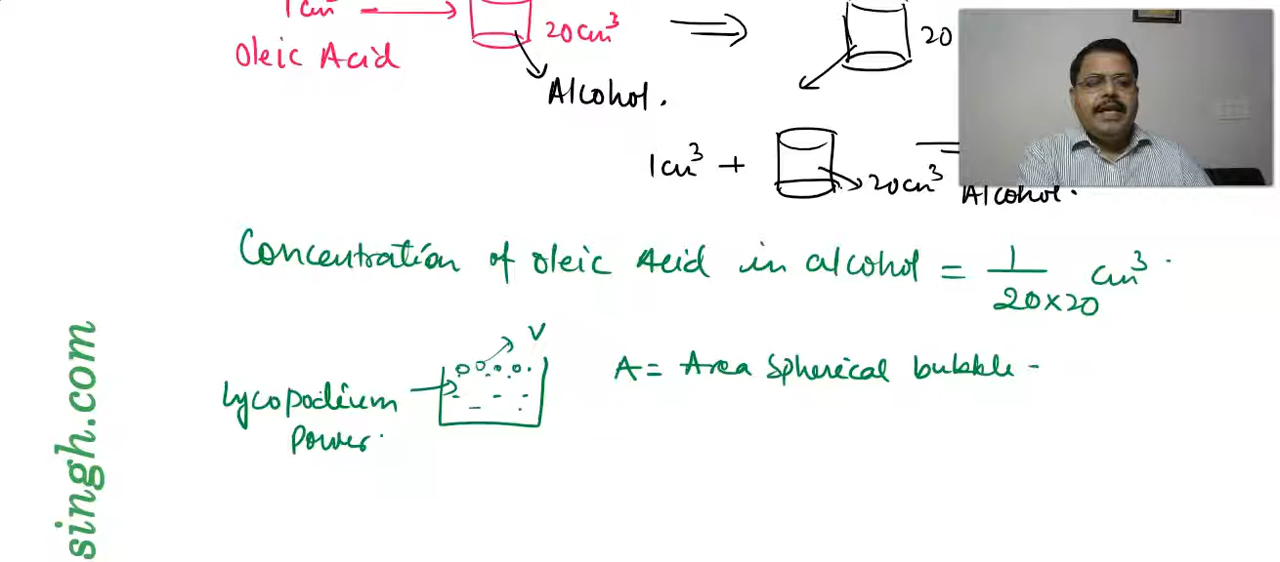 1cm³ → 20cm³ ⇒ 20
Oleic Acid
Alcohol.
1cm³ + 20cm³ Alcohol.
Concentration of oleic Acid in alcohol = 1/20×20 cm³.
V
A = Area Spherical bubble -
Lycopodium
Power.
singh.com